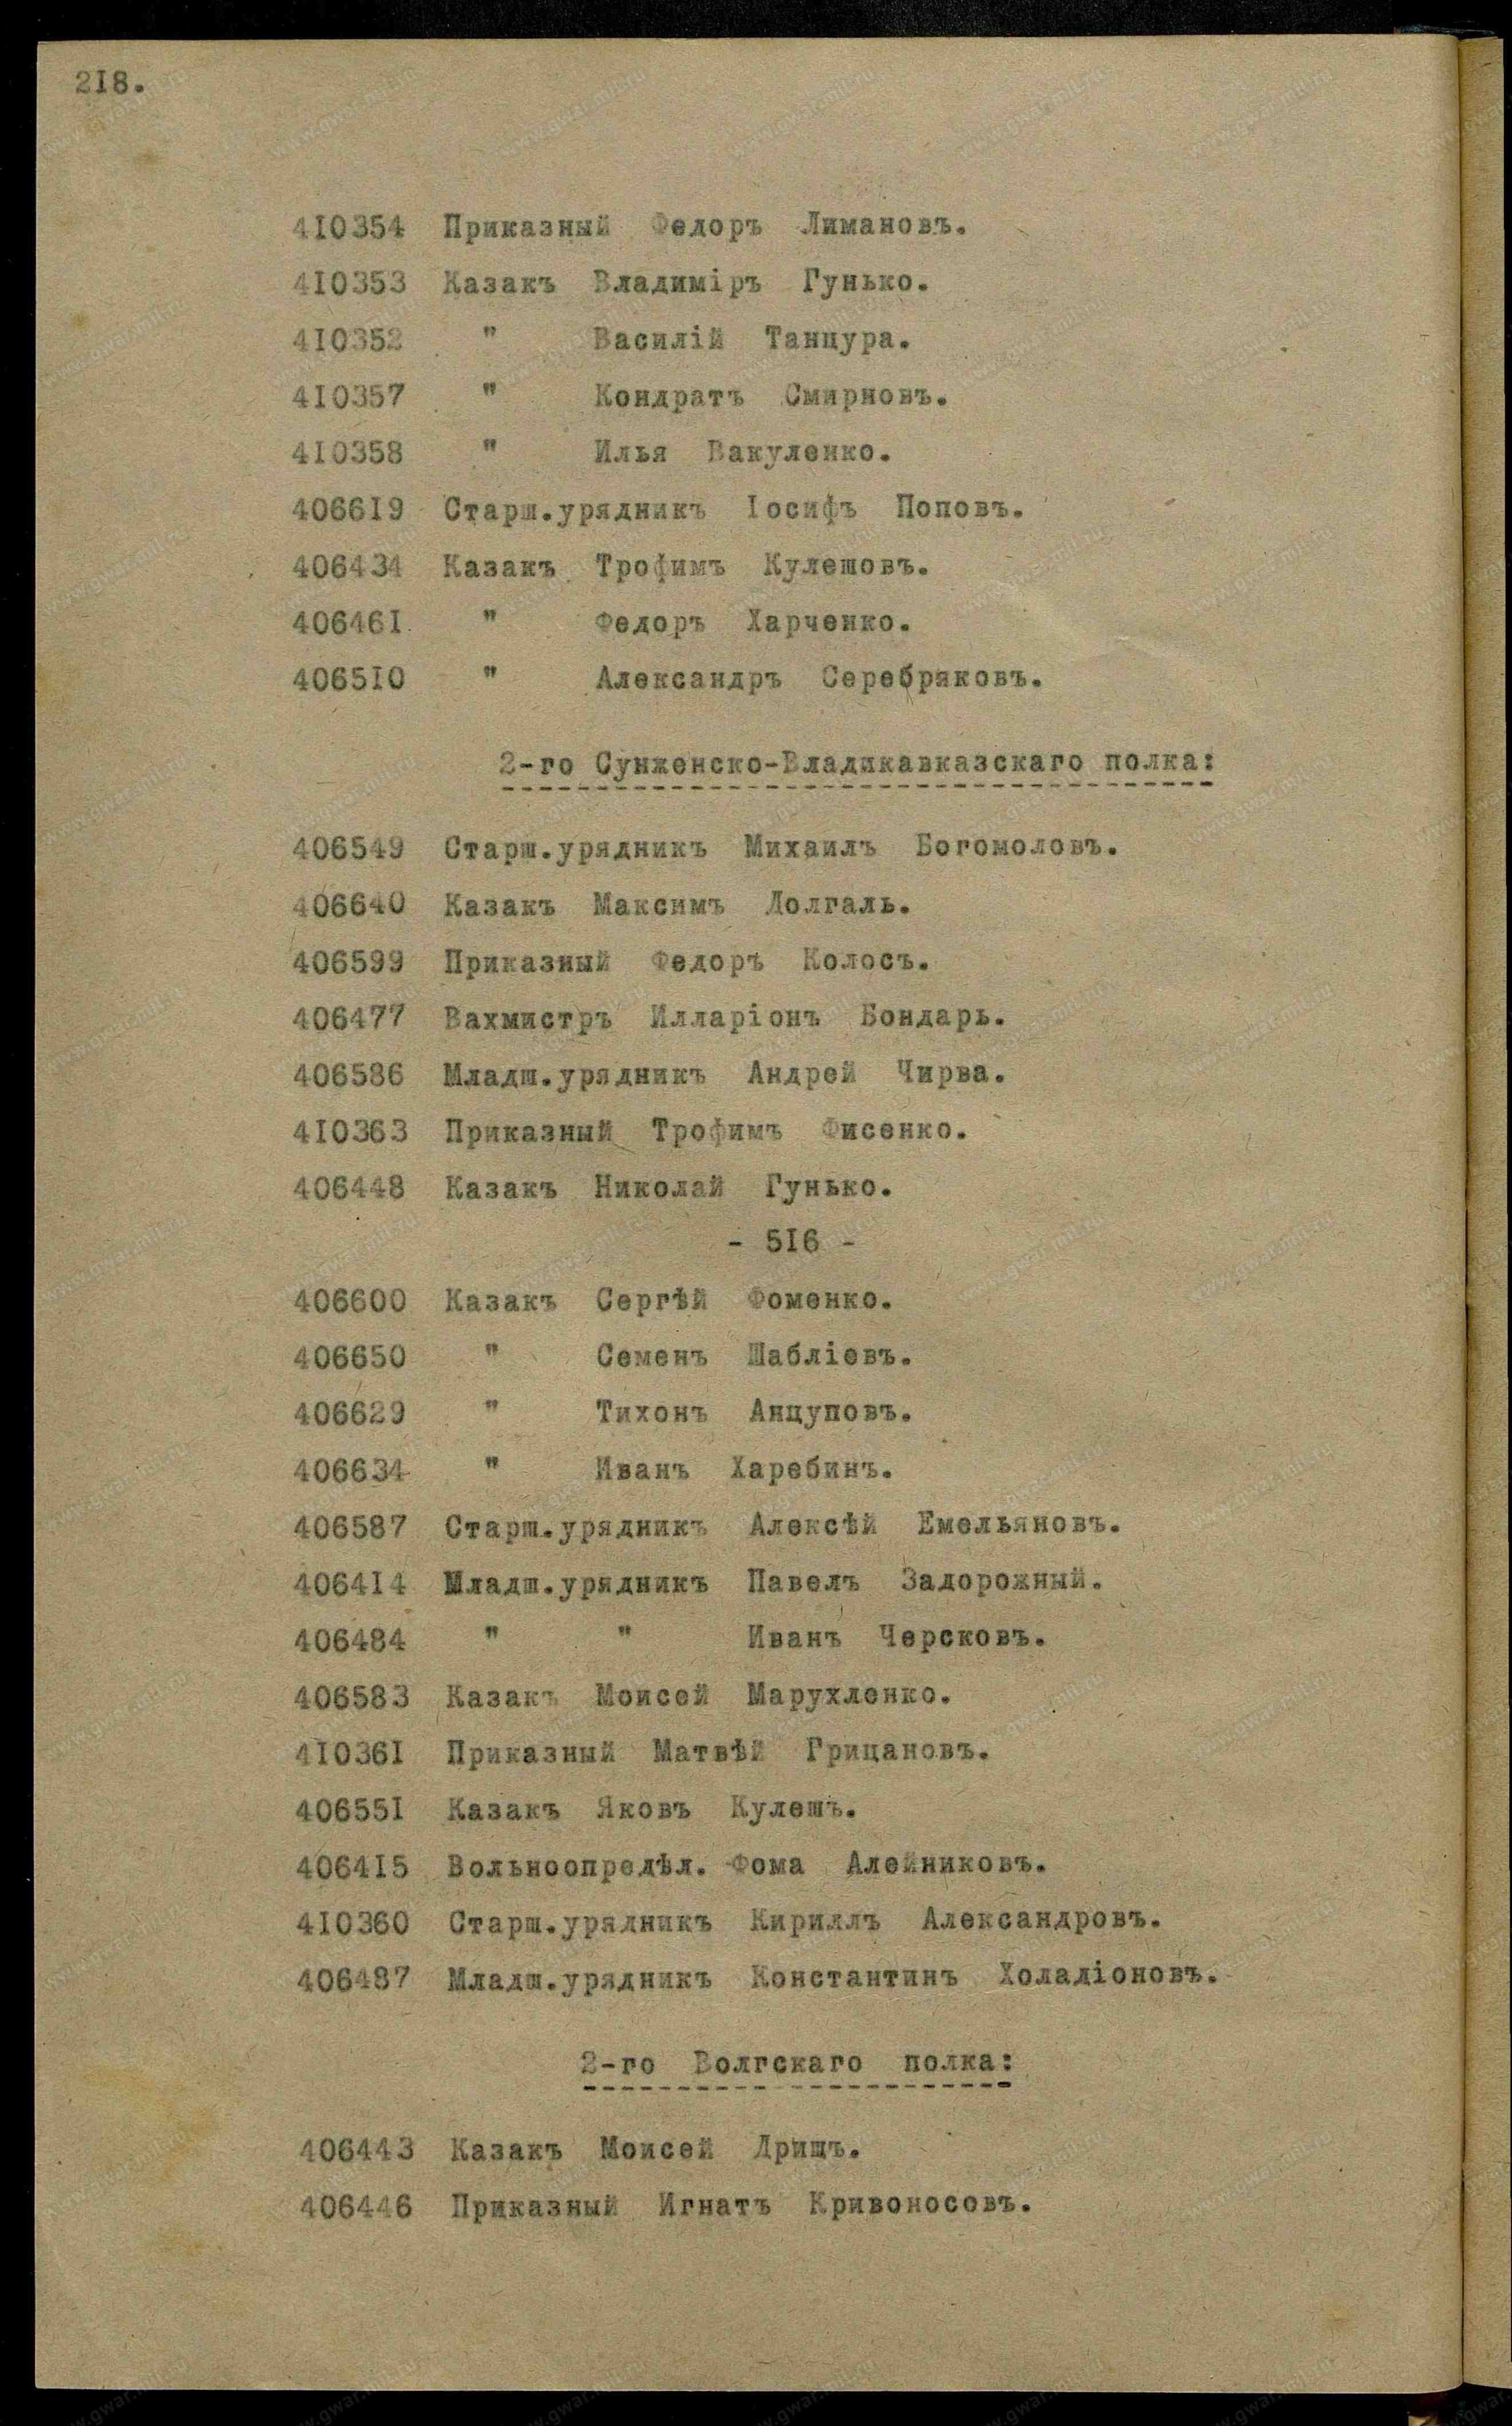 218.
410354 Приказный Федоръ Лимановъ.
410353 Казакъ Владиміръ Гунько.
410352 " Василій Танцура.
410357 " Кондратъ Смирновъ.
410358 " Илья Вакуленко.
406619 Старш.урядникъ Іосифъ Поповъ.
406434 Казакъ Трофимъ Кулешовъ.
406461 " Федоръ Харченко.
406510 " Александръ Серебряковъ.
2-го Сунженско-Владикавказскаго полка:
406549 Старш.урядникъ Михаилъ Богомоловъ.
406640 Казакъ Максимъ Долгаль.
406599 Приказный Федоръ Колосъ.
406477 Вахмистръ Илларіонъ Бондарь.
406586 Младш.урядникъ Андрей Чирва.
410363 Приказный Трофимъ Фисенко.
406448 Казакъ Николай Гунько.
- 516 -
406600 Казакъ Сергѣй Фоменко.
406650 " Семенъ Шабліевъ.
406629 " Тихонъ Анцуповъ.
406634 " Иванъ Харебинъ.
406587 Старш.урядникъ Алексѣй Емельяновъ.
406414 Младш.урядникъ Павелъ Задорожный.
406484 " " Иванъ Черсковъ.
406583 Казакъ Моисей Марухленко.
410361 Приказный Матвѣй Грицановъ.
406551 Казакъ Яковъ Кулешъ.
406415 Вольноопредѣл. Фома Алейниковъ.
410360 Старш.урядникъ Кириллъ Александровъ.
406487 Младш.урядникъ Константинъ Холадіоновъ.
2-го Волгскаго полка:
406443 Казакъ Моисей Дрищъ.
406446 Приказный Игнатъ Кривоносовъ.